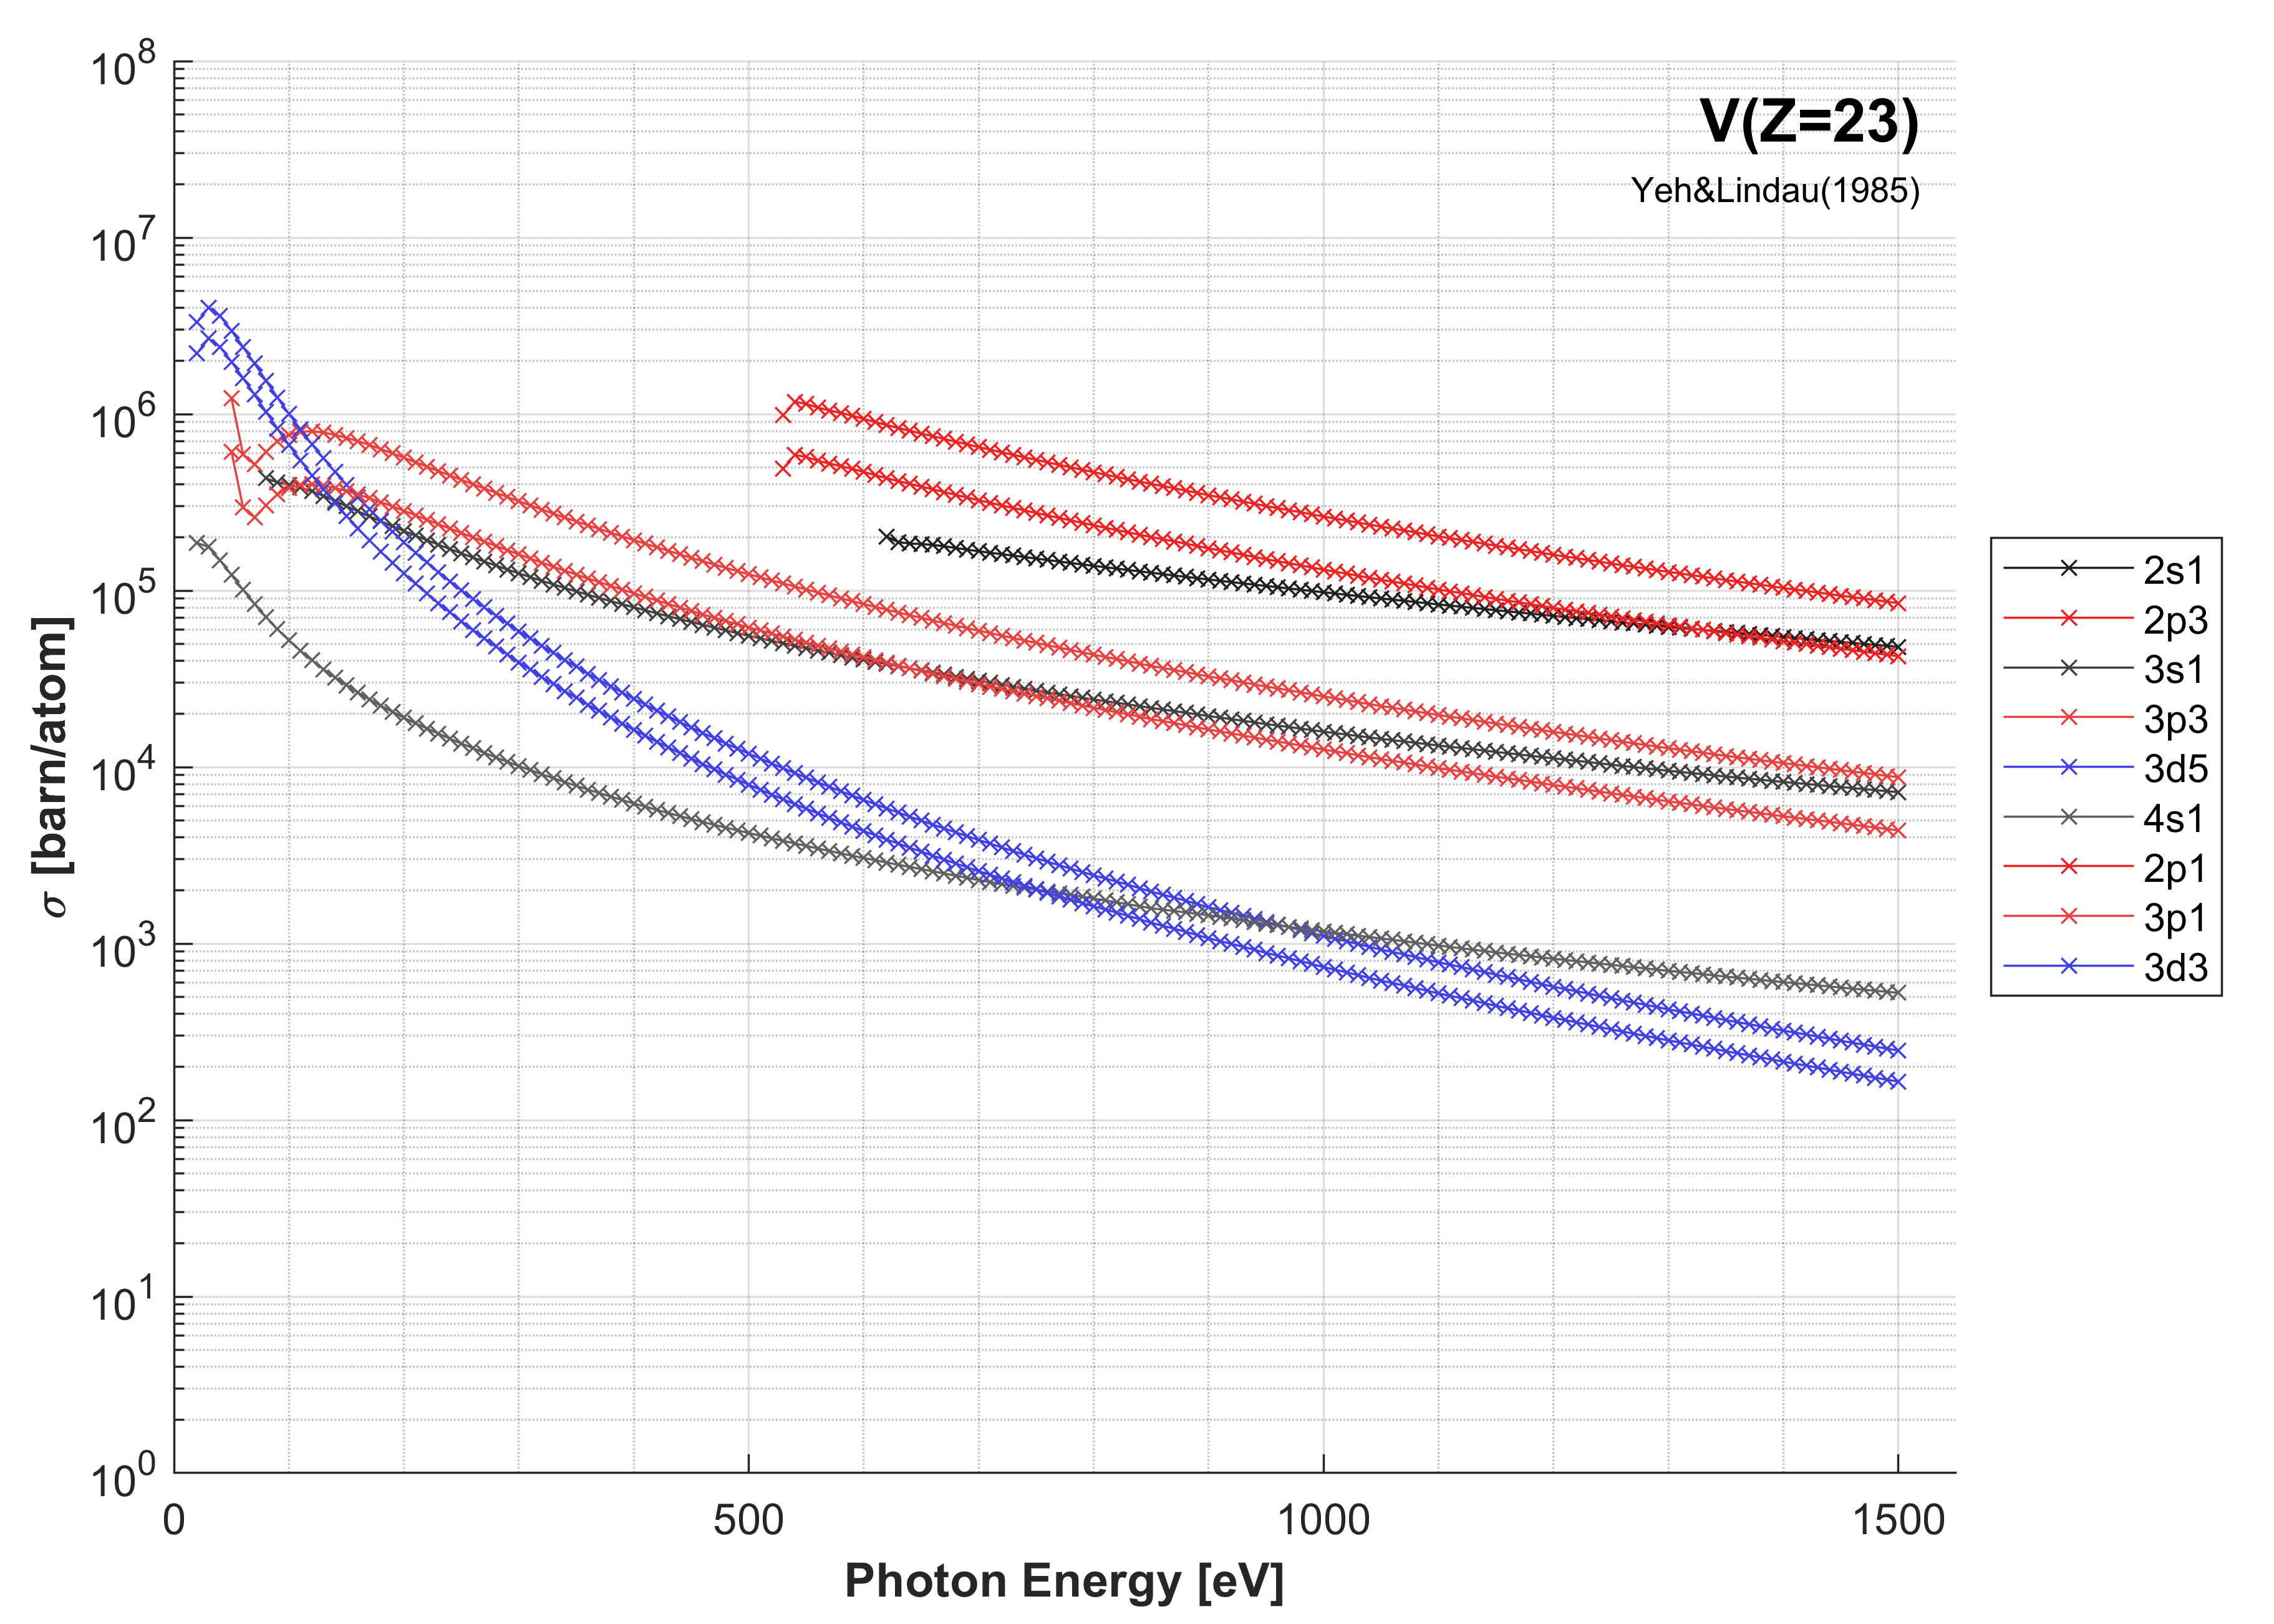 V(Z=23)
Yeh&Lindau(1985)
10^8
10^7
10^6
10^5
10^4
10^3
10^2
10^1
10^0
σ [barn/atom]
0 500 1000 1500
Photon Energy [eV]
2s1
2p3
3s1
3p3
3d5
4s1
2p1
3p1
3d3